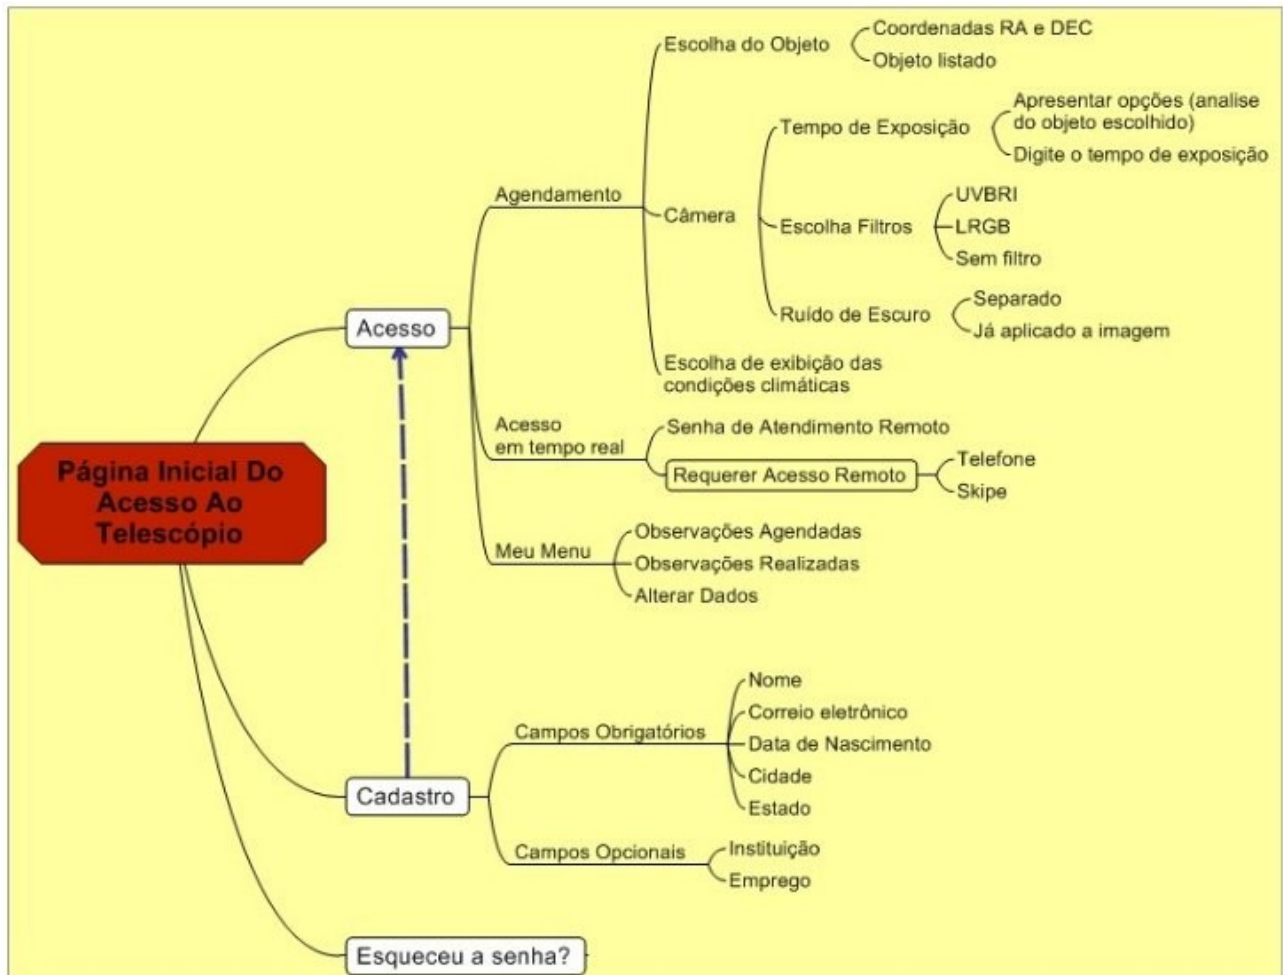 Página Inicial Do
Acesso Ao
Telescópio
Acesso
Agendamento
Escolha do Objeto
Coordenadas RA e DEC
Objeto listado
Câmera
Tempo de Exposição
Apresentar opções (analise
do objeto escolhido)
Digite o tempo de exposição
Escolha Filtros
UVBRI
LRGB
Sem filtro
Ruído de Escuro
Separado
Já aplicado a imagem
Escolha de exibição das
condições climáticas
Acesso
em tempo real
Senha de Atendimento Remoto
Requerer Acesso Remoto
Telefone
Skipe
Meu Menu
Observações Agendadas
Observações Realizadas
Alterar Dados
Cadastro
Campos Obrigatórios
Nome
Correio eletrônico
Data de Nascimento
Cidade
Estado
Campos Opcionais
Instituição
Emprego
Esqueceu a senha?